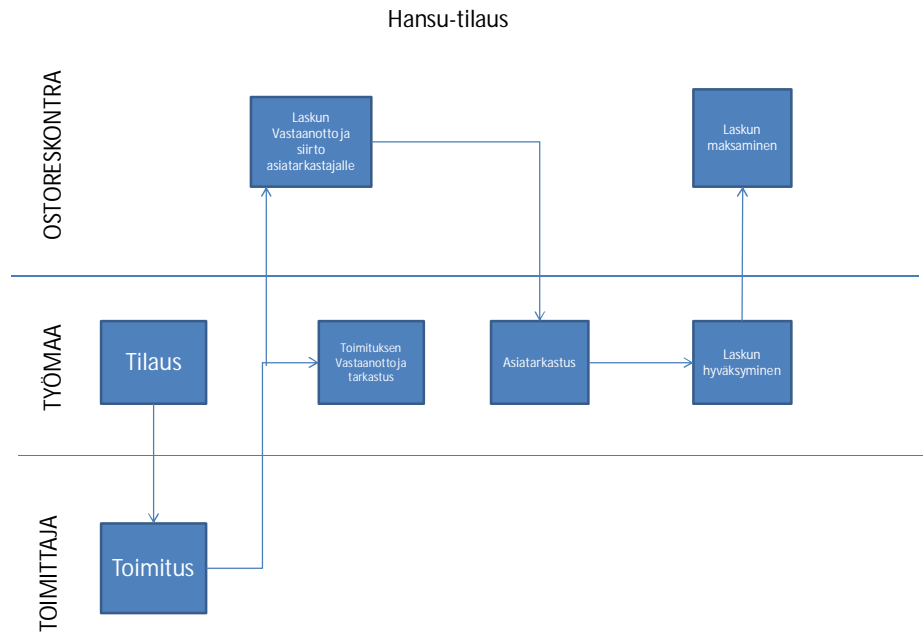 Hansu-tilaus
OSTORESKONTRA
Laskun
Vastaanotto ja
siirto
asiatarkastajalle
Laskun
maksaminen
TYÖMAA
Tilaus
Toimituksen
Vastaanotto ja
tarkastus
Asiatarkastus
Laskun
hyväksyminen
TOIMITTAJA
Toimitus